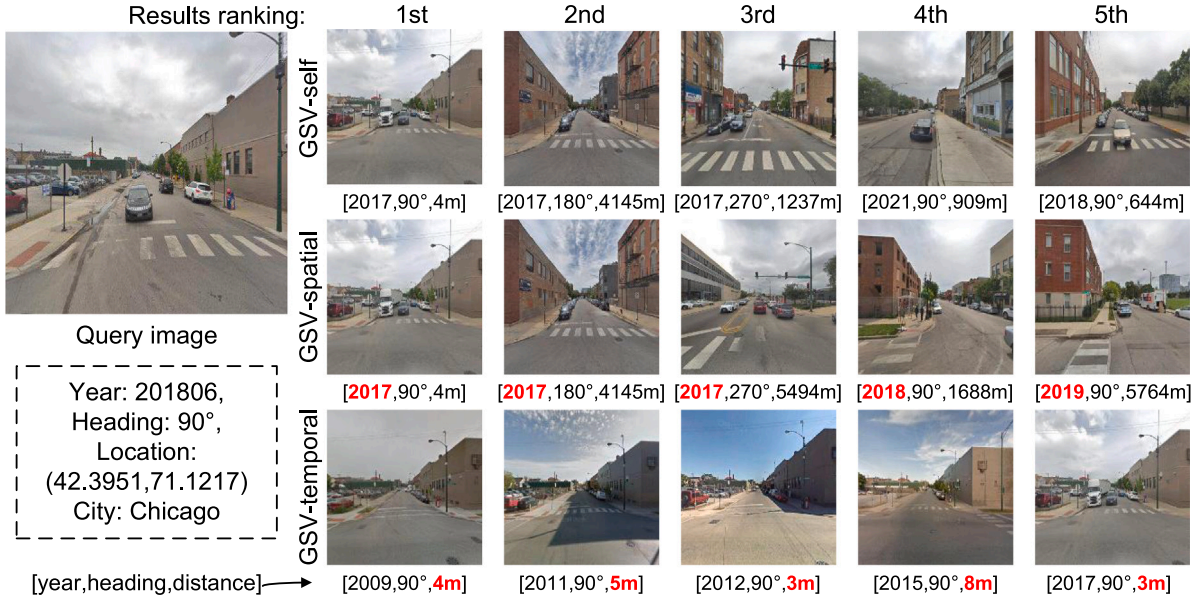 Results ranking:
1st
2nd
3rd
4th
5th
GSV-self
[2017,90°,4m]
[2017,180°,4145m]
[2017,270°,1237m]
[2021,90°,909m]
[2018,90°,644m]
GSV-spatial
[2017,90°,4m]
[2017,180°,4145m]
[2017,270°,5494m]
[2018,90°,1688m]
[2019,90°,5764m]
GSV-temporal
[2009,90°,4m]
[2011,90°,5m]
[2012,90°,3m]
[2015,90°,8m]
[2017,90°,3m]
Query image
Year: 201806,
Heading: 90°,
Location:
(42.3951,71.1217)
City: Chicago
[year,heading,distance]